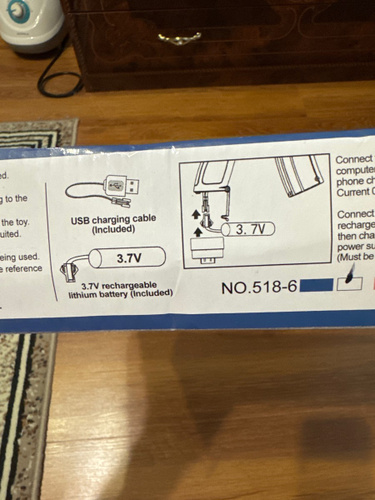 ed.
g to the
the toy.
uited.
eing used.
e reference
USB charging cable
(Included)
3.7V
3.7V rechargeable
lithium battery (Included)
3.7V
NO.518-6
Connect
compute
phone ch
Current
Connect
recharge
then cha
power su
(Must be